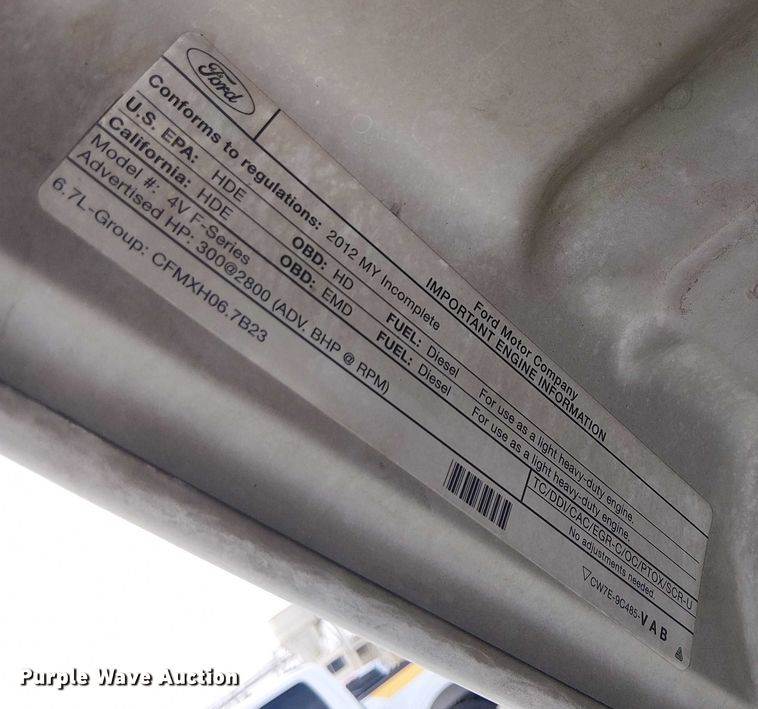 Ford
Ford Motor Company
IMPORTANT ENGINE INFORMATION
Conforms to regulations: 2012 MY Incomplete
U.S. EPA: HDE OBD: HD FUEL: Diesel For use as a light heavy-duty engine.
California: HDE OBD: EMD FUEL: Diesel For use as a light heavy-duty engine.
Model #: 4V F-Series
TC/DDI/CAC/EGR-C/OC/PTOX/SCR-U
Advertised HP: 300@2800 (ADV. BHP @ RPM)
No adjustments needed.
6.7L-Group: CFMXH06.7B23
CW7E-9C485-VAB
Purple Wave Auction